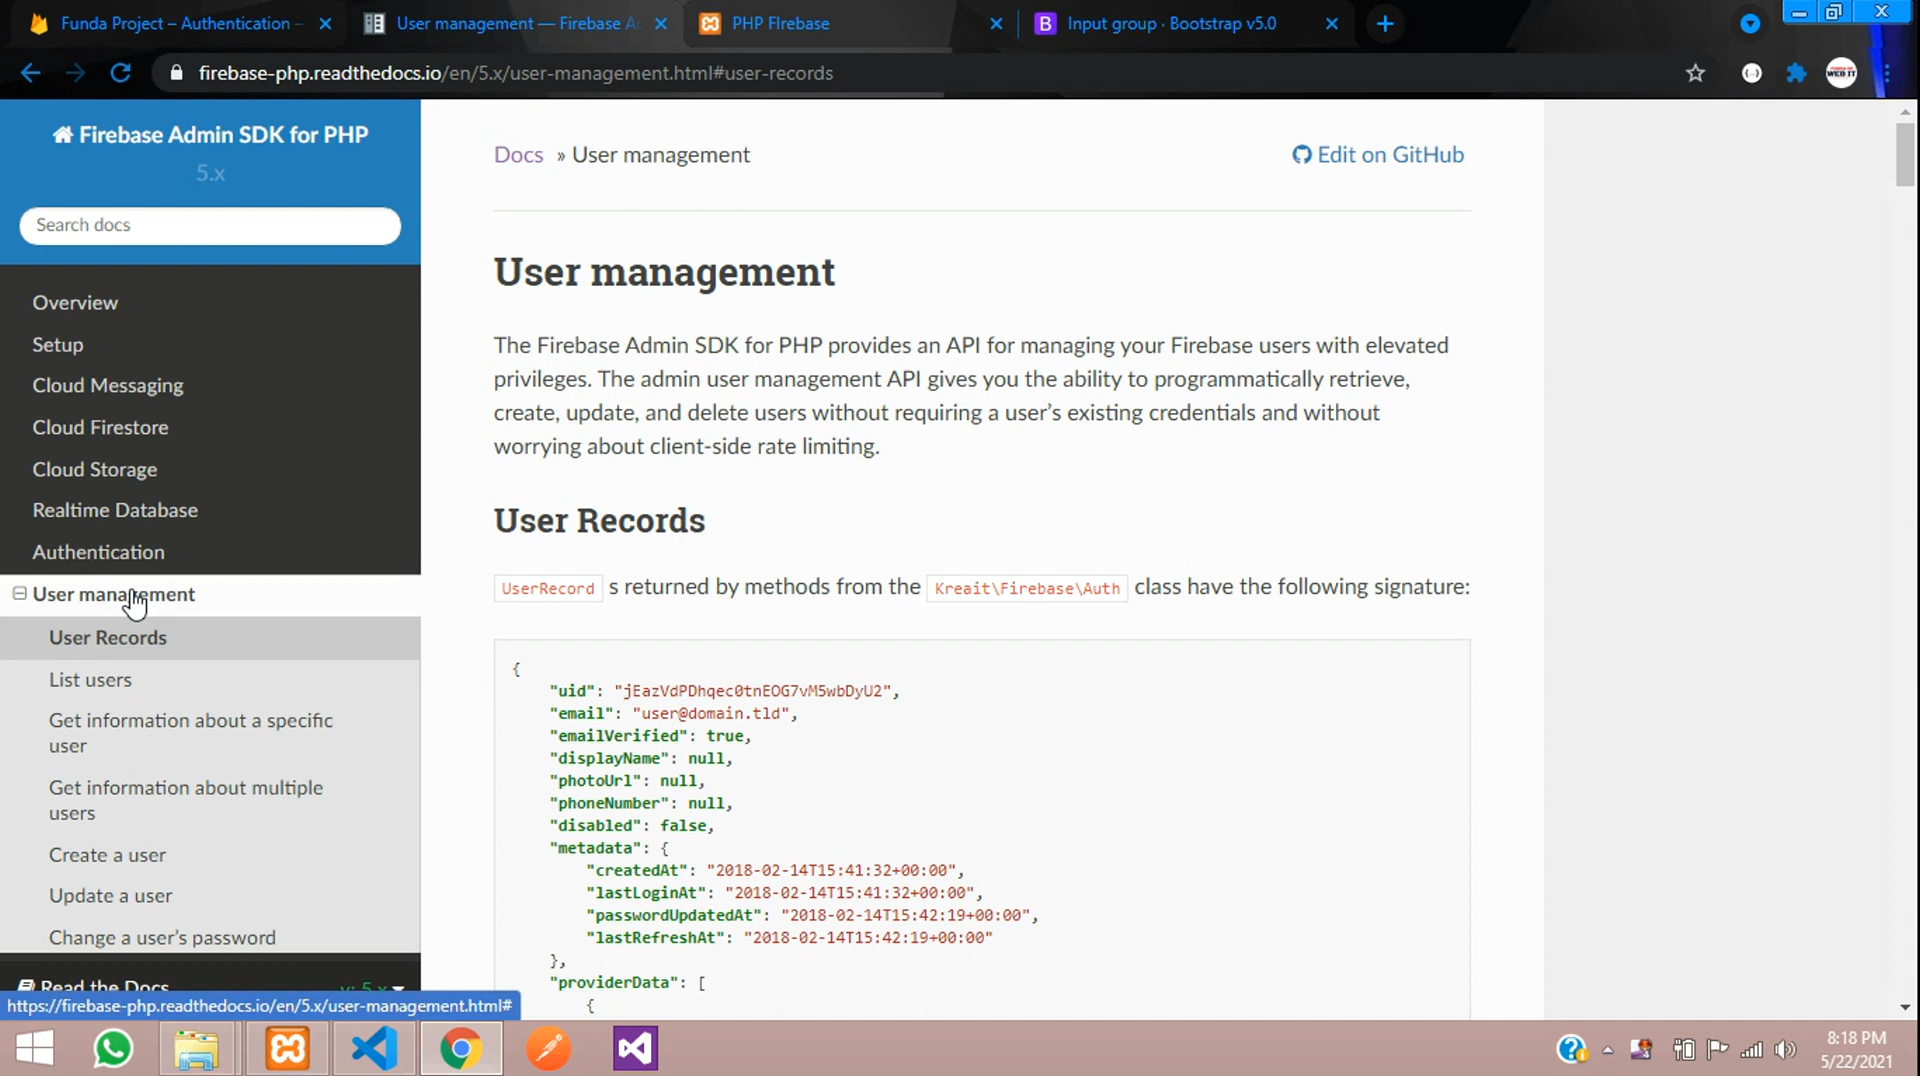 Funda Project – Authentication –
User management — Firebase A
PHP FIrebase
Input group · Bootstrap v5.0
firebase-php.readthedocs.io/en/5.x/user-management.html#user-records
Firebase Admin SDK for PHP
5.x
Search docs
Overview
Setup
Cloud Messaging
Cloud Firestore
Cloud Storage
Realtime Database
Authentication
User management
User Records
List users
Get information about a specific
user
Get information about multiple
users
Create a user
Update a user
Change a user's password
Read the Docs
v: 5.x
https://firebase-php.readthedocs.io/en/5.x/user-management.html#
Docs » User management
Edit on GitHub
User management
The Firebase Admin SDK for PHP provides an API for managing your Firebase users with elevated
privileges. The admin user management API gives you the ability to programmatically retrieve,
create, update, and delete users without requiring a user's existing credentials and without
worrying about client-side rate limiting.
User Records
UserRecord s returned by methods from the Kreait\Firebase\Auth class have the following signature:
{
"uid": "jEazVdPDhqec0tnEOG7vM5wbDyU2",
"email": "user@domain.tld",
"emailVerified": true,
"displayName": null,
"photoUrl": null,
"phoneNumber": null,
"disabled": false,
"metadata": {
"createdAt": "2018-02-14T15:41:32+00:00",
"lastLoginAt": "2018-02-14T15:41:32+00:00",
"passwordUpdatedAt": "2018-02-14T15:42:19+00:00",
"lastRefreshAt": "2018-02-14T15:42:19+00:00"
},
"providerData": [
{
8:18 PM
5/22/2021